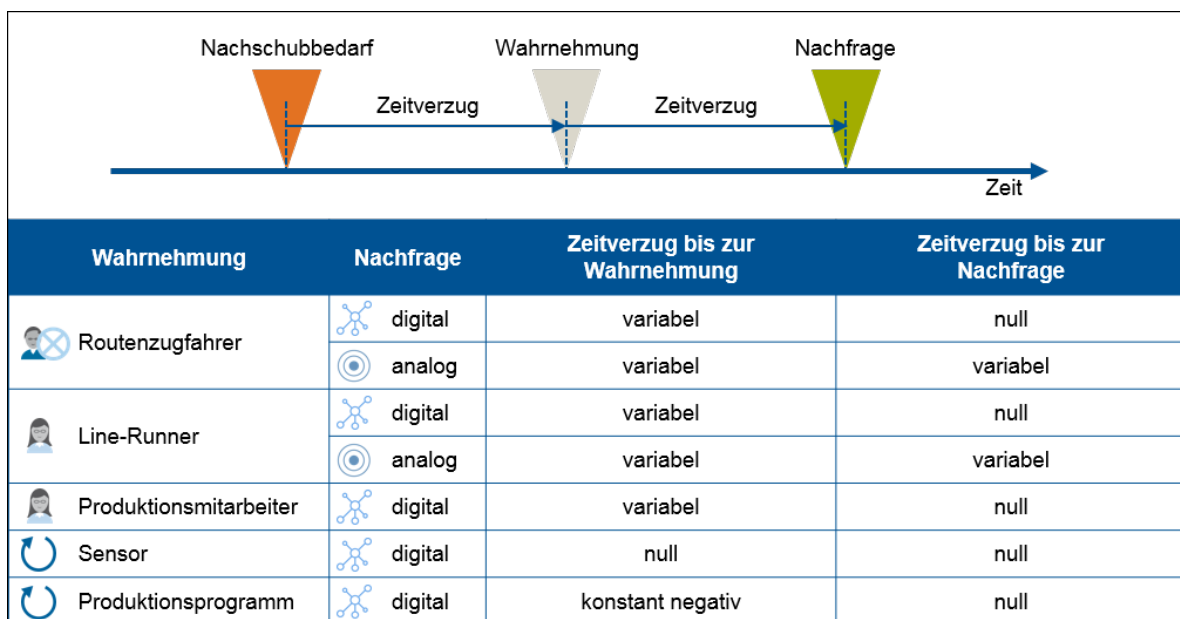 Nachschubbedarf Wahrnehmung Nachfrage
Zeitverzug Zeitverzug
Zeit
Wahrnehmung Nachfrage Zeitverzug bis zur Wahrnehmung Zeitverzug bis zur Nachfrage
Routenzugfahrer digital variabel null
analog variabel variabel
Line-Runner digital variabel null
analog variabel variabel
Produktionsmitarbeiter digital variabel null
Sensor digital null null
Produktionsprogramm digital konstant negativ null